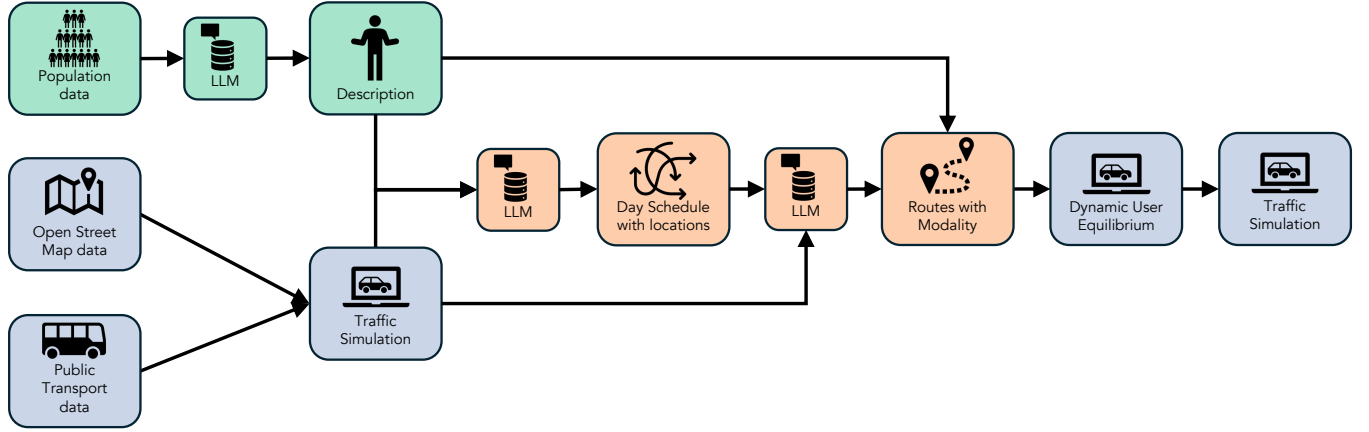 Population
data
LLM
Description
LLM
Day Schedule
with locations
LLM
Routes with
Modality
Dynamic User
Equilibrium
Traffic
Simulation
Open Street
Map data
Traffic
Simulation
Public
Transport
data